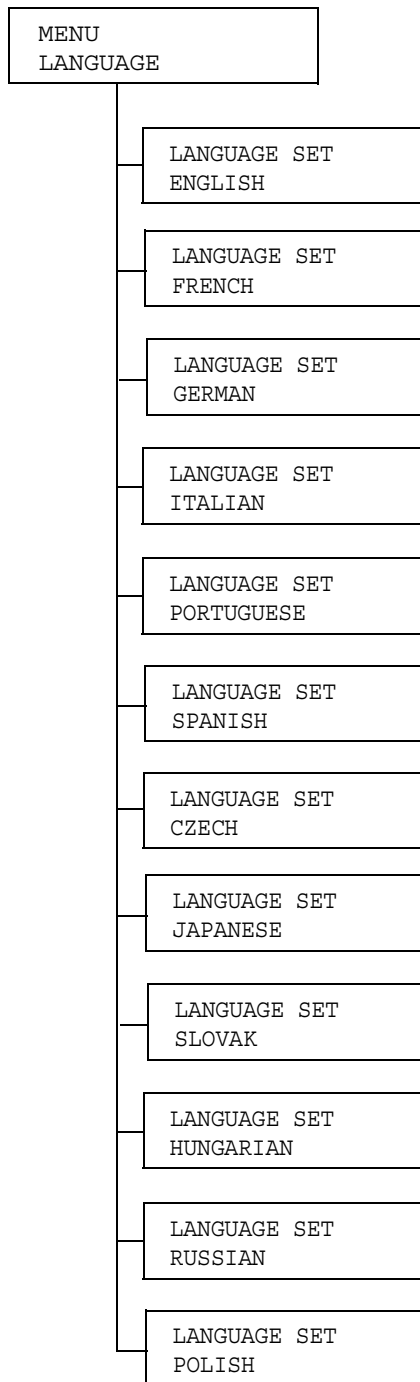 MENU
LANGUAGE
LANGUAGE SET
ENGLISH
LANGUAGE SET
FRENCH
LANGUAGE SET
GERMAN
LANGUAGE SET
ITALIAN
LANGUAGE SET
PORTUGUESE
LANGUAGE SET
SPANISH
LANGUAGE SET
CZECH
LANGUAGE SET
JAPANESE
LANGUAGE SET
SLOVAK
LANGUAGE SET
HUNGARIAN
LANGUAGE SET
RUSSIAN
LANGUAGE SET
POLISH